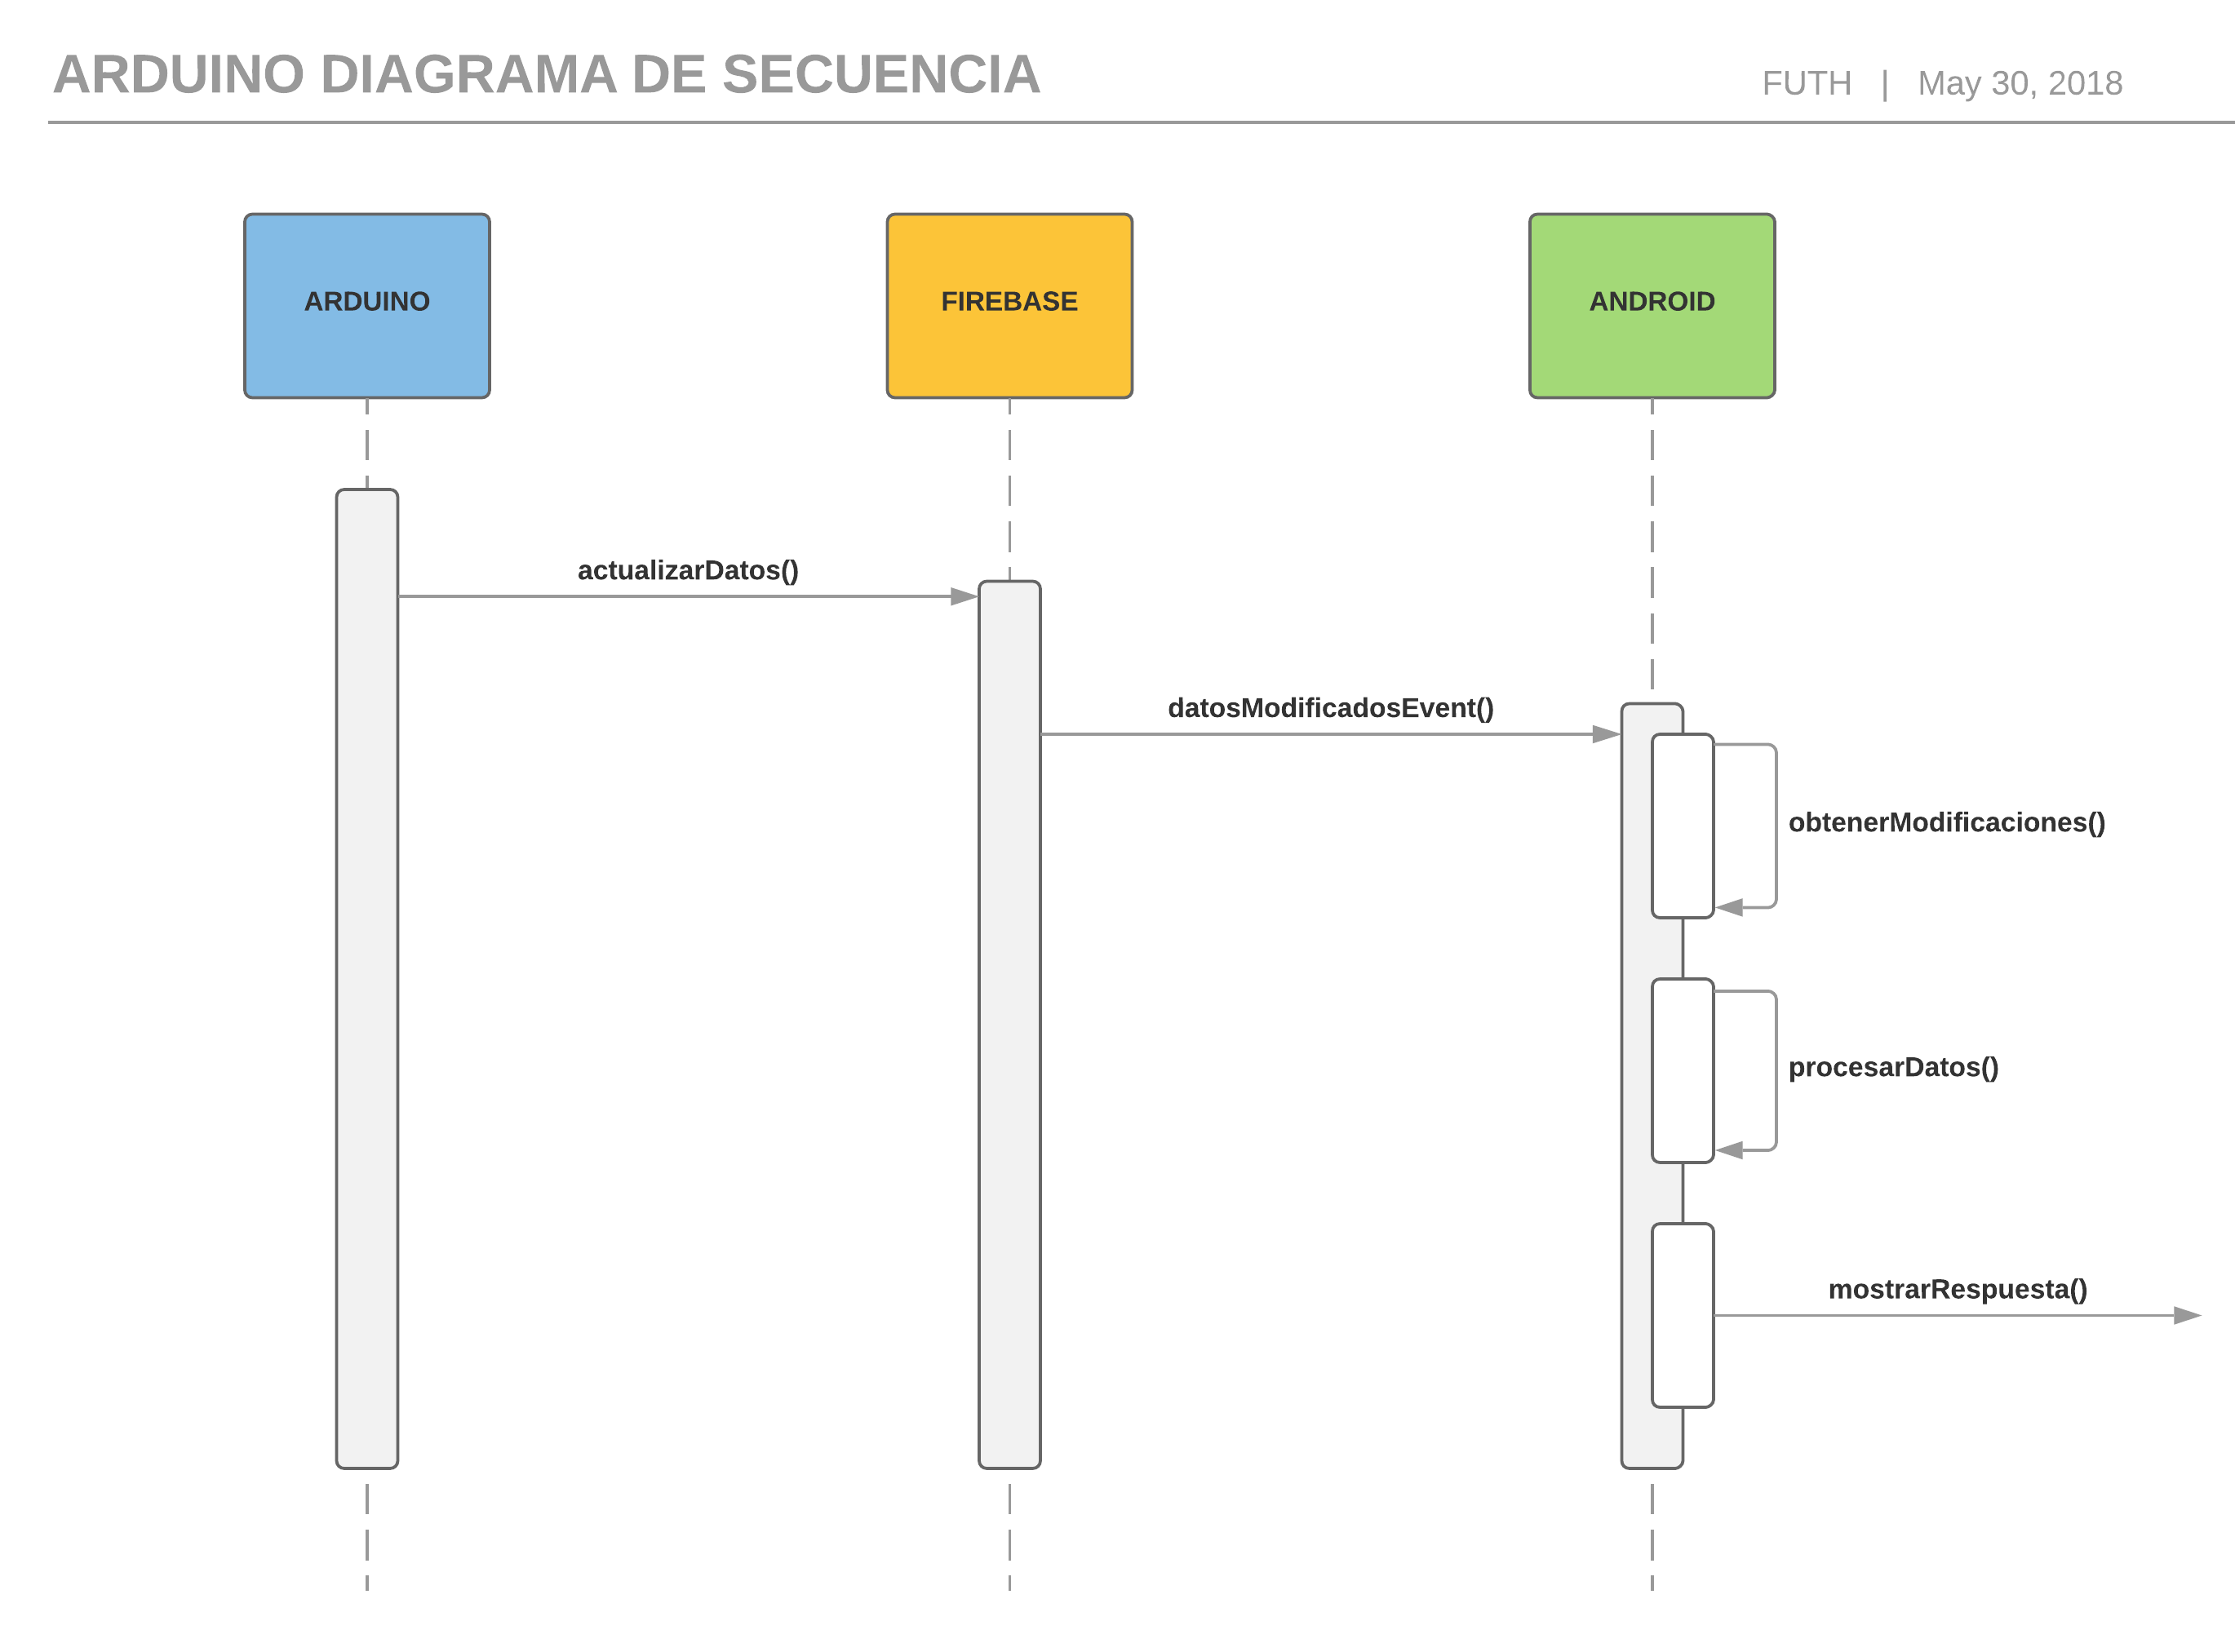 ARDUINO DIAGRAMA DE SECUENCIA
FUTH | May 30, 2018
ARDUINO
FIREBASE
ANDROID
actualizarDatos()
datosModificadosEvent()
obtenerModificaciones()
procesarDatos()
mostrarRespuesta()